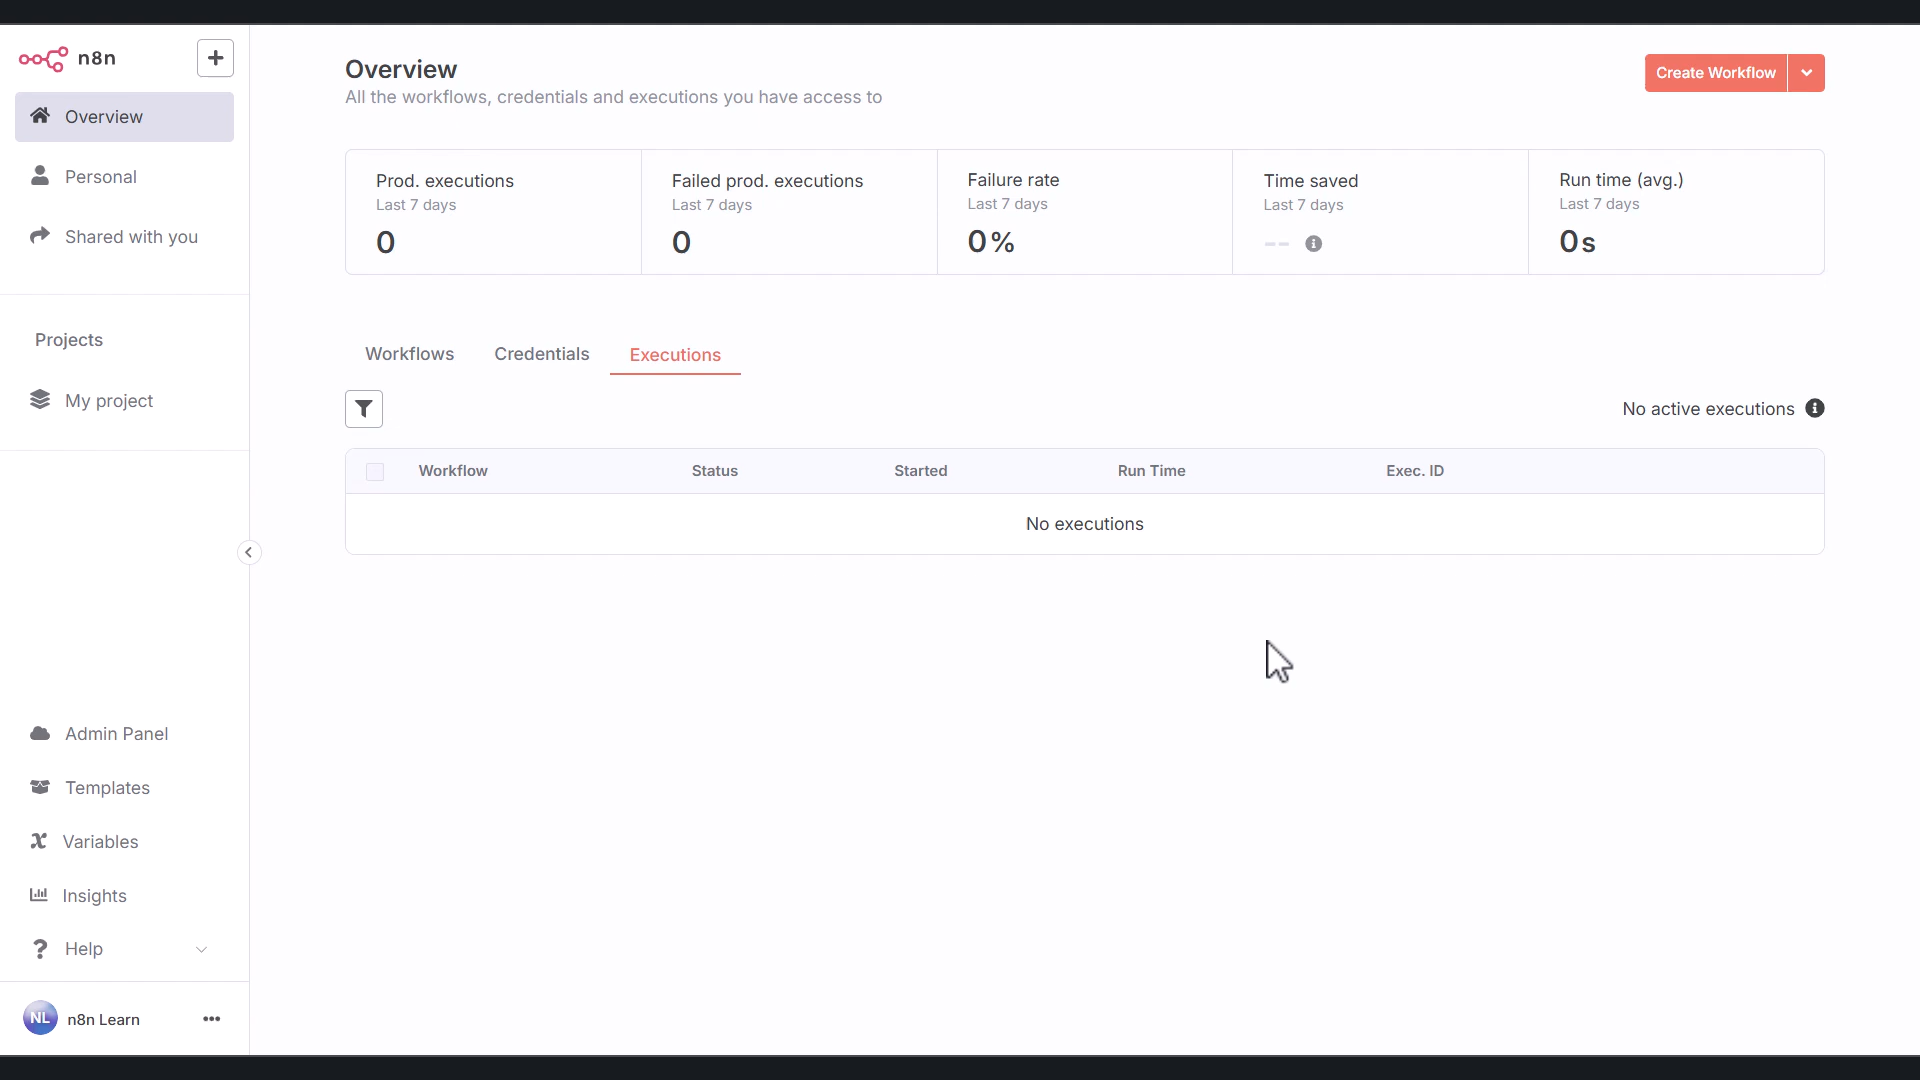 n8n
Overview
Personal
Shared with you
Projects
My project
Admin Panel
Templates
Variables
Insights
Help
NL
n8n Learn
Overview
All the workflows, credentials and executions you have access to
Create Workflow
Prod. executions
Last 7 days
0
Failed prod. executions
Last 7 days
0
Failure rate
Last 7 days
0%
Time saved
Last 7 days
--
Run time (avg.)
Last 7 days
0s
Workflows Credentials Executions
No active executions
Workflow Status Started Run Time Exec. ID
No executions